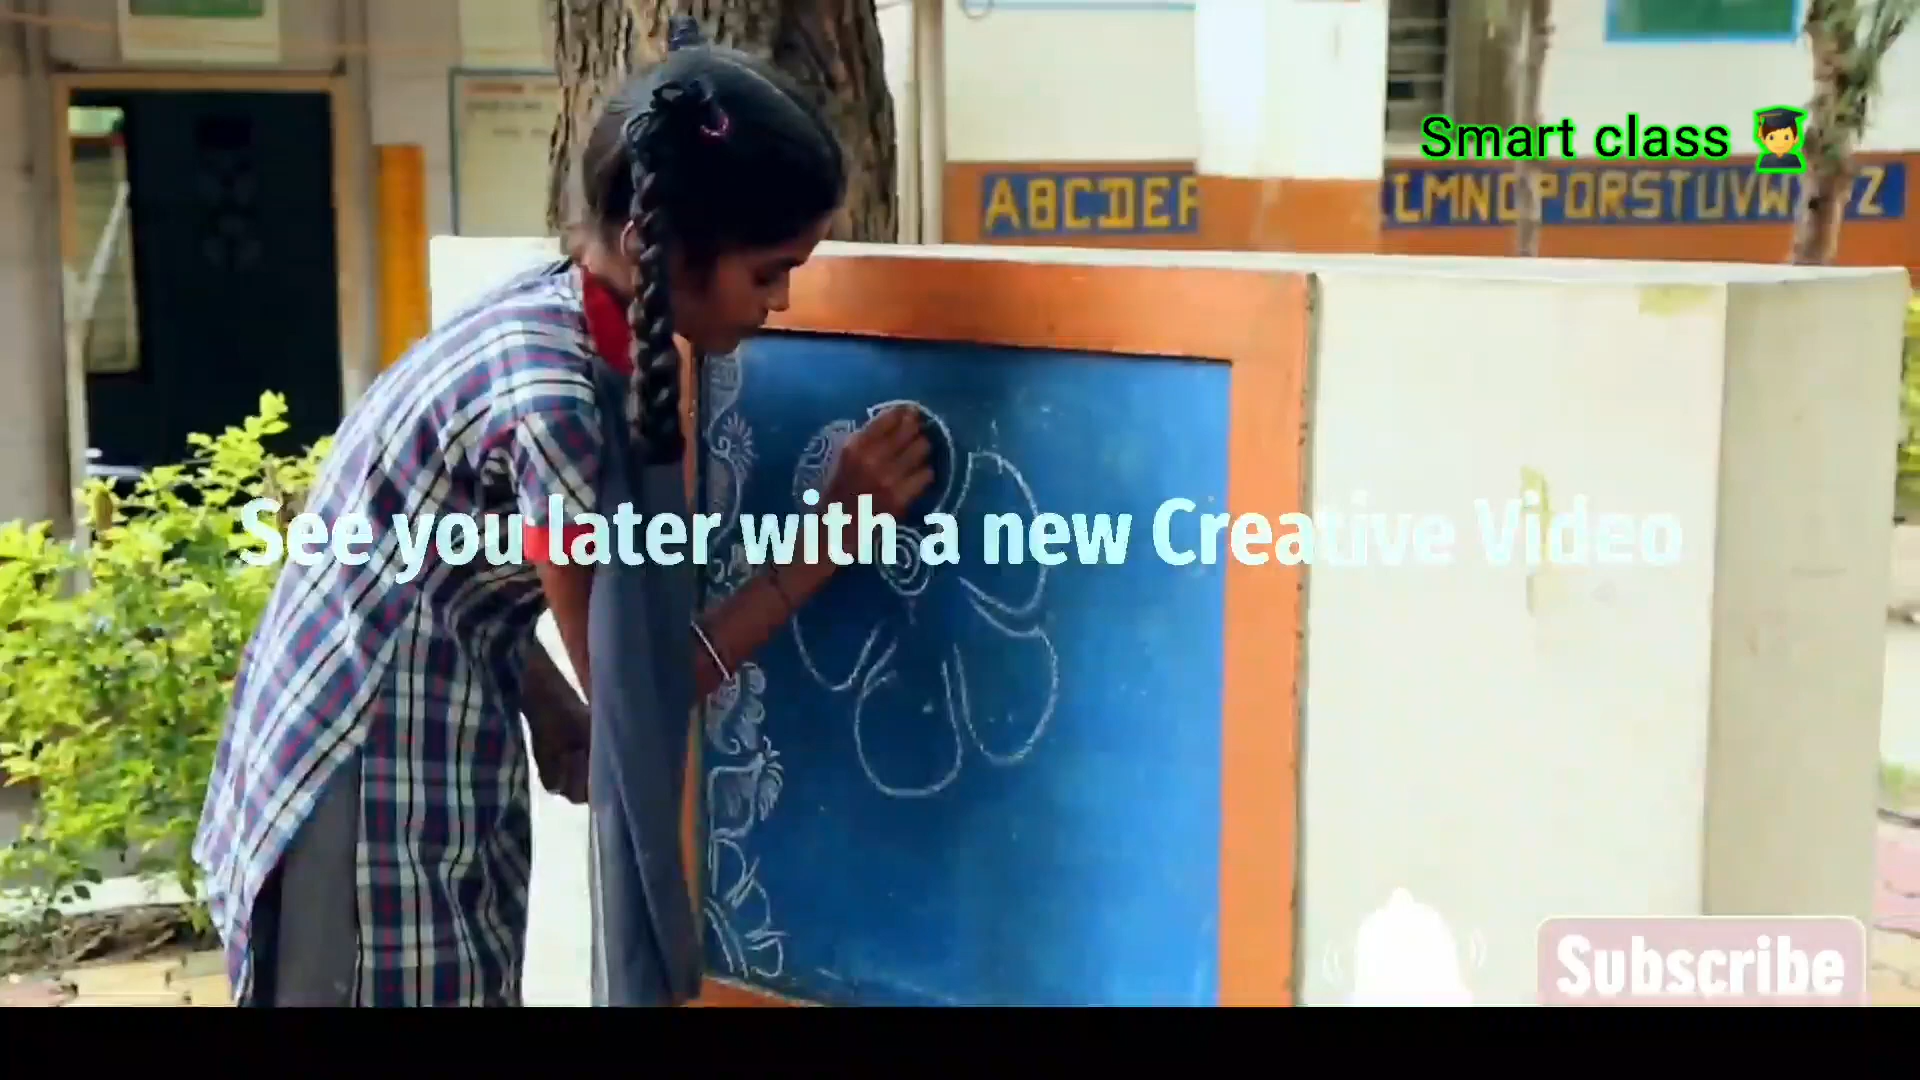 Smart class
ABCDEF
LMNOPQRSTUVW
Z
See you later with a new Creative Video
Subscribe